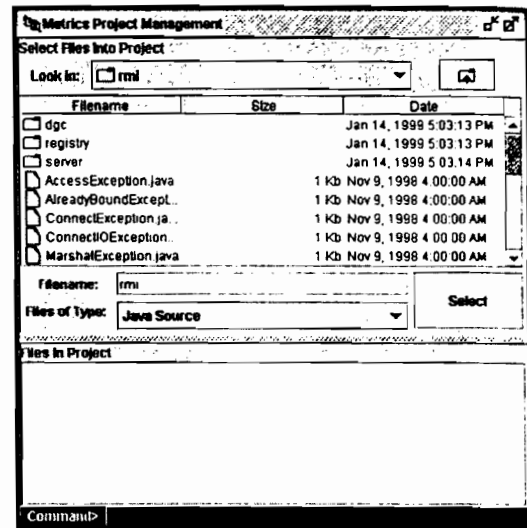 Metrics Project Management
Select Files Into Project
Look in: rmi
Filename Size Date
dgc Jan 14, 1999 5:03:13 PM
registry Jan 14, 1999 5:03:13 PM
server Jan 14, 1999 5 03.14 PM
AccessException.java 1 Kb Nov 9, 1998 4.00:00 AM
AlreadyBoundExcept... 1 Kb Nov 9, 1998 4:00:00 AM
ConnectException.ja... 1 Kb Nov 9, 1998 4:00:00 AM
ConnectIOException... 1 Kb Nov 9, 1998 4 00 00 AM
MarshalException.java 1 Kb Nov 9, 1998 4 00:00 AM
Filename: rmi
Select
Files of Type: Java Source
Files in Project
Command>